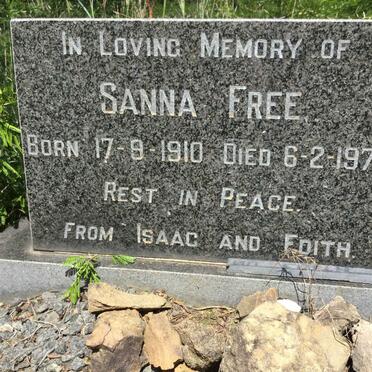 IN LOVING MEMORY OF
SANNA FREE.
BORN 17-9-1910 DIED 6-2-197
REST IN PEACE.
FROM ISAAC AND EDITH